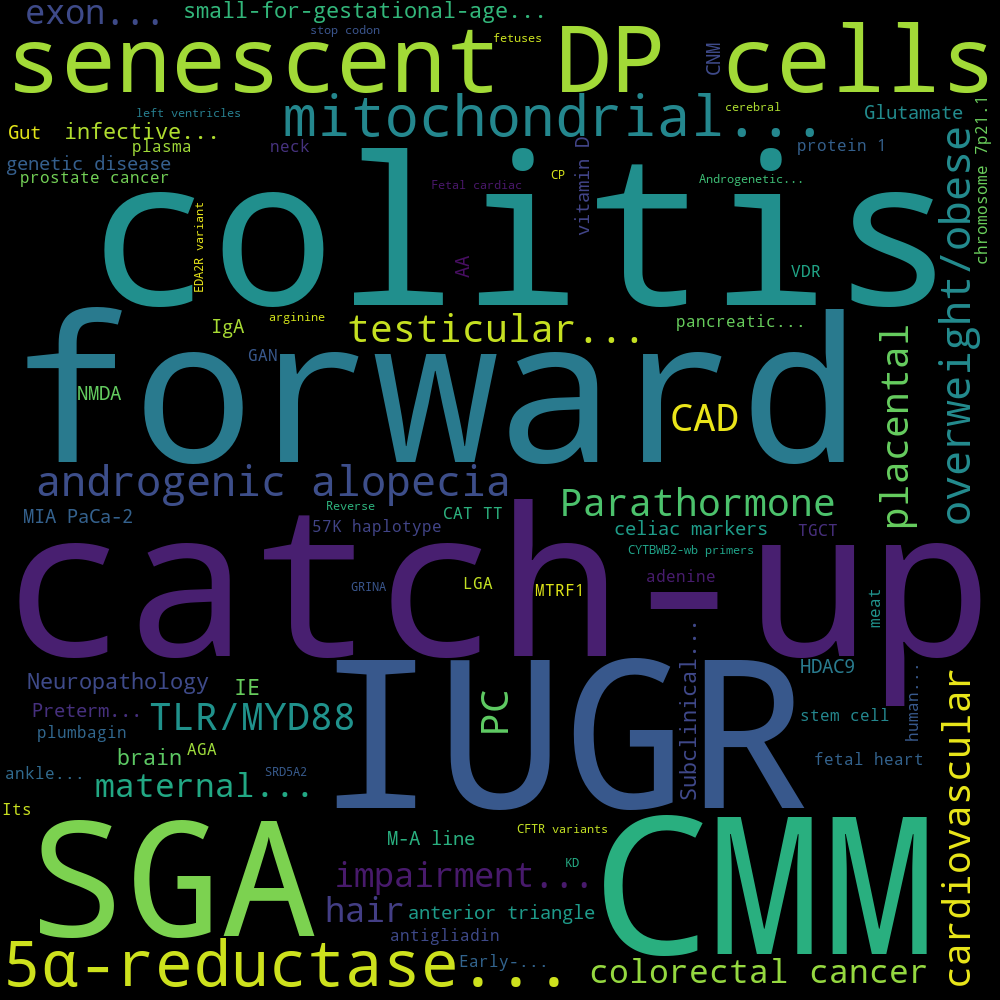 exon...
small-for-gestational-age...
stop codon
fetuses
senescent DP cells
CNM
left ventricles
mitochondrial...
cerebral
Glutamate
chromosome 7p21.1
Gut
infective...
plasma
neck
protein 1
genetic disease
prostate cancer
Fetal cardiac
CP
vitamin D
Androgenetic...
overweight/obese
colitis
EDA2R variant
AA
VDR
IgA
arginine
testicular...
pancreatic...
GAN
forward
NMDA
CAD
placental
androgenic alopecia
Parathormone
MIA PaCa-2
Reverse
57K haplotype
CAT TT
celiac markers
TGCT
CYTBWB2-wb primers
catch-up
GRINA
LGA
MTRF1
adenine
meat
Subclinical...
HDAC9
human...
Neuropathology
IE
IUGR
PC
Preterm...
TLR/MYD88
stem cell
plumbagin
brain
AGA
fetal heart
cardiovascular
ankle...
SRD5A2
maternal...
Its
SGA
CFTR variants
CMM
M-A line
KD
impairment...
hair
anterior triangle
antigliadin
5α-reductase...
Early-...
colorectal cancer